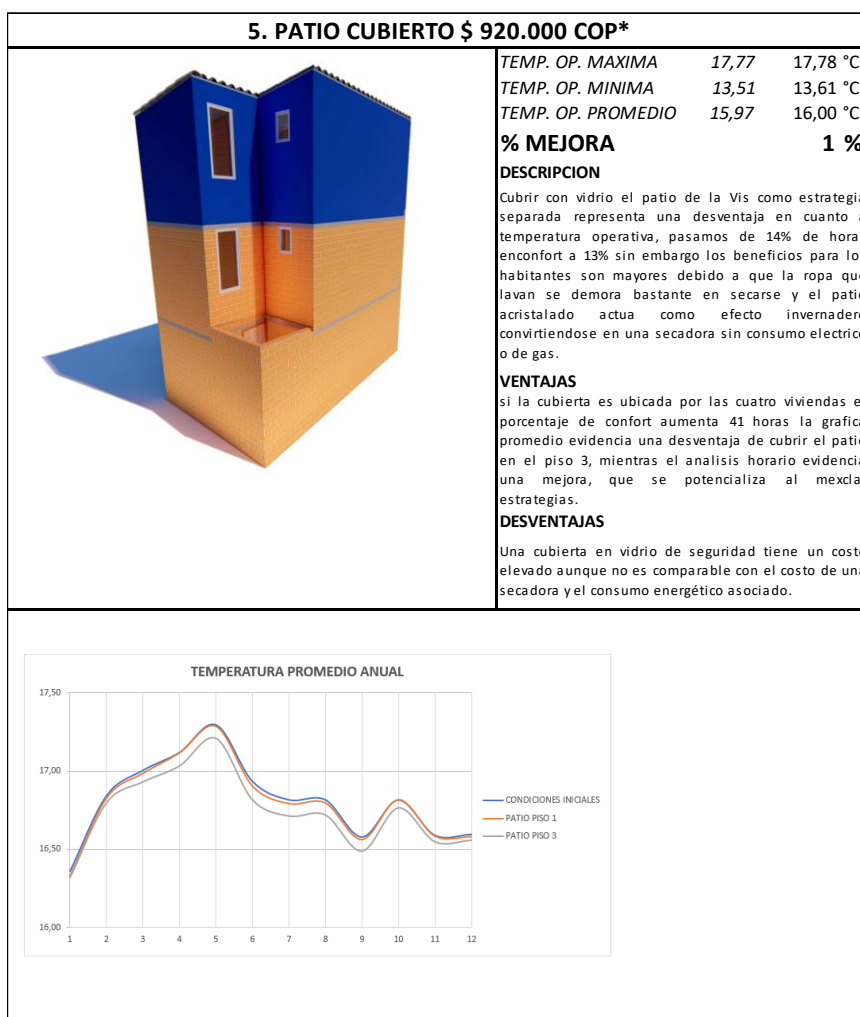 5. PATIO CUBIERTO $ 920.000 COP*
TEMP. OP. MAXIMA 17,77 17,78 °C
TEMP. OP. MINIMA 13,51 13,61 °C
TEMP. OP. PROMEDIO 15,97 16,00 °C
% MEJORA 1 %
DESCRIPCION
Cubrir con vidrio el patio de la Vis como estrategia
separada representa una desventaja en cuanto a
temperatura operativa, pasamos de 14% de horas
enconfort a 13% sin embargo los beneficios para los
habitantes son mayores debido a que la ropa que
lavan se demora bastante en secarse y el patio
acristalado actua como efecto invernadero
convirtiendose en una secadora sin consumo electrico
o de gas.
VENTAJAS
si la cubierta es ubicada por las cuatro viviendas el
porcentaje de confort aumenta 41 horas la grafica
promedio evidencia una desventaja de cubrir el patio
en el piso 3, mientras el analisis horario evidencia
una mejora, que se potencializa al mexclar
estrategias.
DESVENTAJAS
Una cubierta en vidrio de seguridad tiene un costo
elevado aunque no es comparable con el costo de una
secadora y el consumo energético asociado.
TEMPERATURA PROMEDIO ANUAL
17,50
17,00
16,50
16,00
1 2 3 4 5 6 7 8 9 10 11 12
CONDICIONES INICIALES
PATIO PISO 1
PATIO PISO 3